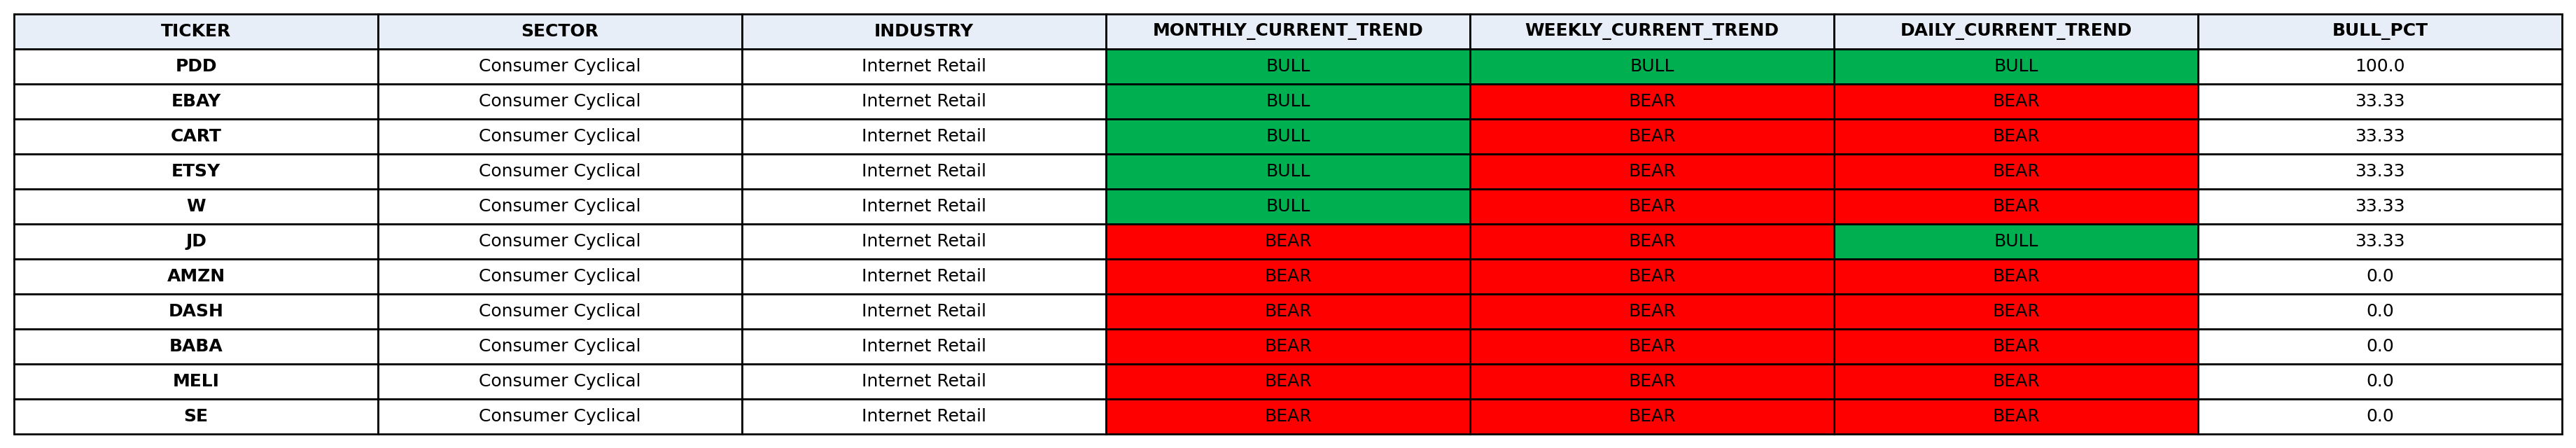 TICKER SECTOR INDUSTRY MONTHLY_CURRENT_TREND WEEKLY_CURRENT_TREND DAILY_CURRENT_TREND BULL_PCT
PDD Consumer Cyclical Internet Retail BULL BULL BULL 100.0
EBAY Consumer Cyclical Internet Retail BULL BEAR BEAR 33.33
CART Consumer Cyclical Internet Retail BULL BEAR BEAR 33.33
ETSY Consumer Cyclical Internet Retail BULL BEAR BEAR 33.33
W Consumer Cyclical Internet Retail BULL BEAR BEAR 33.33
JD Consumer Cyclical Internet Retail BEAR BEAR BULL 33.33
AMZN Consumer Cyclical Internet Retail BEAR BEAR BEAR 0.0
DASH Consumer Cyclical Internet Retail BEAR BEAR BEAR 0.0
BABA Consumer Cyclical Internet Retail BEAR BEAR BEAR 0.0
MELI Consumer Cyclical Internet Retail BEAR BEAR BEAR 0.0
SE Consumer Cyclical Internet Retail BEAR BEAR BEAR 0.0